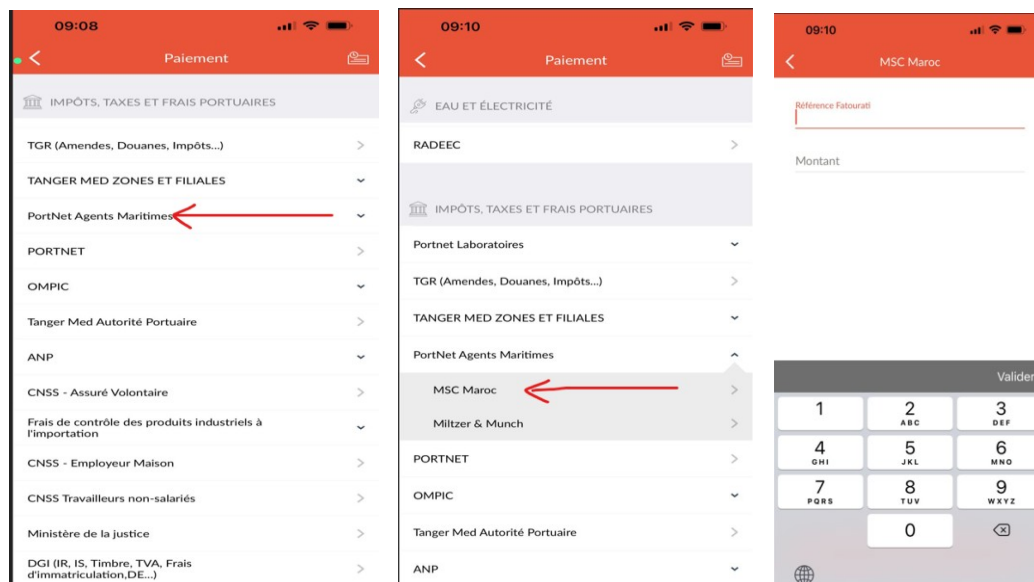 09:08
Paiement
IMPÔTS, TAXES ET FRAIS PORTUAIRES
TGR (Amendes, Douanes, Impôts...)
TANGER MED ZONES ET FILIALES
PortNet Agents Maritimes
PORTNET
OMPIC
Tanger Med Autorité Portuaire
ANP
CNSS - Assuré Volontaire
Frais de contrôle des produits industriels à
l'importation
CNSS - Employeur Maison
CNSS Travailleurs non-salariés
Ministère de la justice
DGI (IR, IS, Timbre, TVA, Frais
d'immatriculation,DE...)
09:10
Paiement
EAU ET ÉLECTRICITÉ
RADEEC
IMPÔTS, TAXES ET FRAIS PORTUAIRES
Portnet Laboratoires
TGR (Amendes, Douanes, Impôts...)
TANGER MED ZONES ET FILIALES
PortNet Agents Maritimes
MSC Maroc
Miltzer & Munch
PORTNET
OMPIC
Tanger Med Autorité Portuaire
ANP
09:10
MSC Maroc
Référence Fatourati
Montant
Valider
1 2 3
ABC DEF
4 5 6
GHI JKL MNO
7 8 9
PQRS TUV WXYZ
0